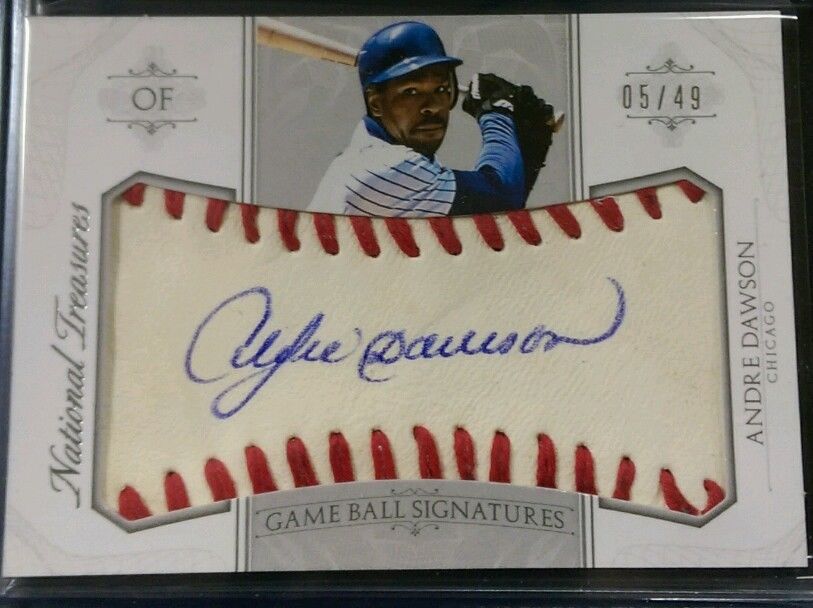 OF
05/49
National Treasures
Andre Dawson
ANDRE DAWSON
CHICAGO
GAME BALL SIGNATURES